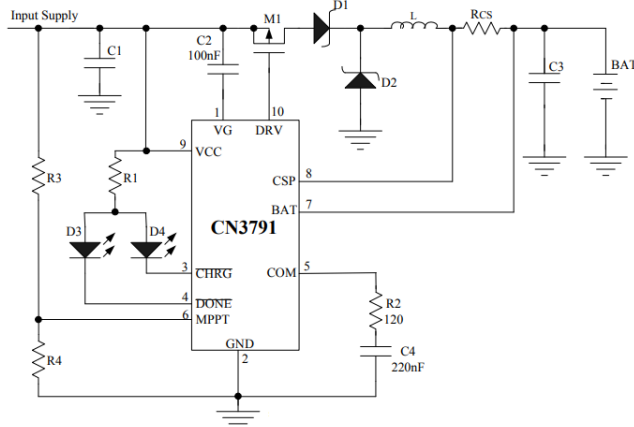 Input Supply
M1
D1
L
RCS
C1
C2
100nF
D2
C3
BAT
1
10
VG
DRV
9
VCC
R3
R1
CSP
8
BAT
7
CN3791
D3
D4
3
CHRG
COM
5
4
DONE
R2
120
6
MPPT
R4
GND
2
C4
220nF